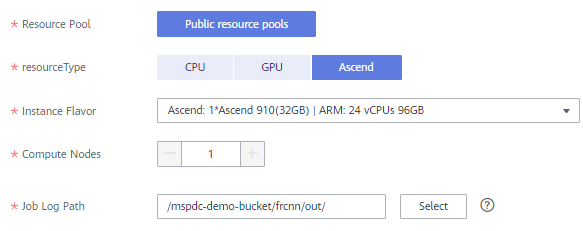 * Resource Pool Public resource pools
* resourceType CPU GPU Ascend
* Instance Flavor Ascend: 1*Ascend 910(32GB) | ARM: 24 vCPUs 96GB
* Compute Nodes — 1 +
* Job Log Path /mspdc-demo-bucket/frcnn/out/ Select ?